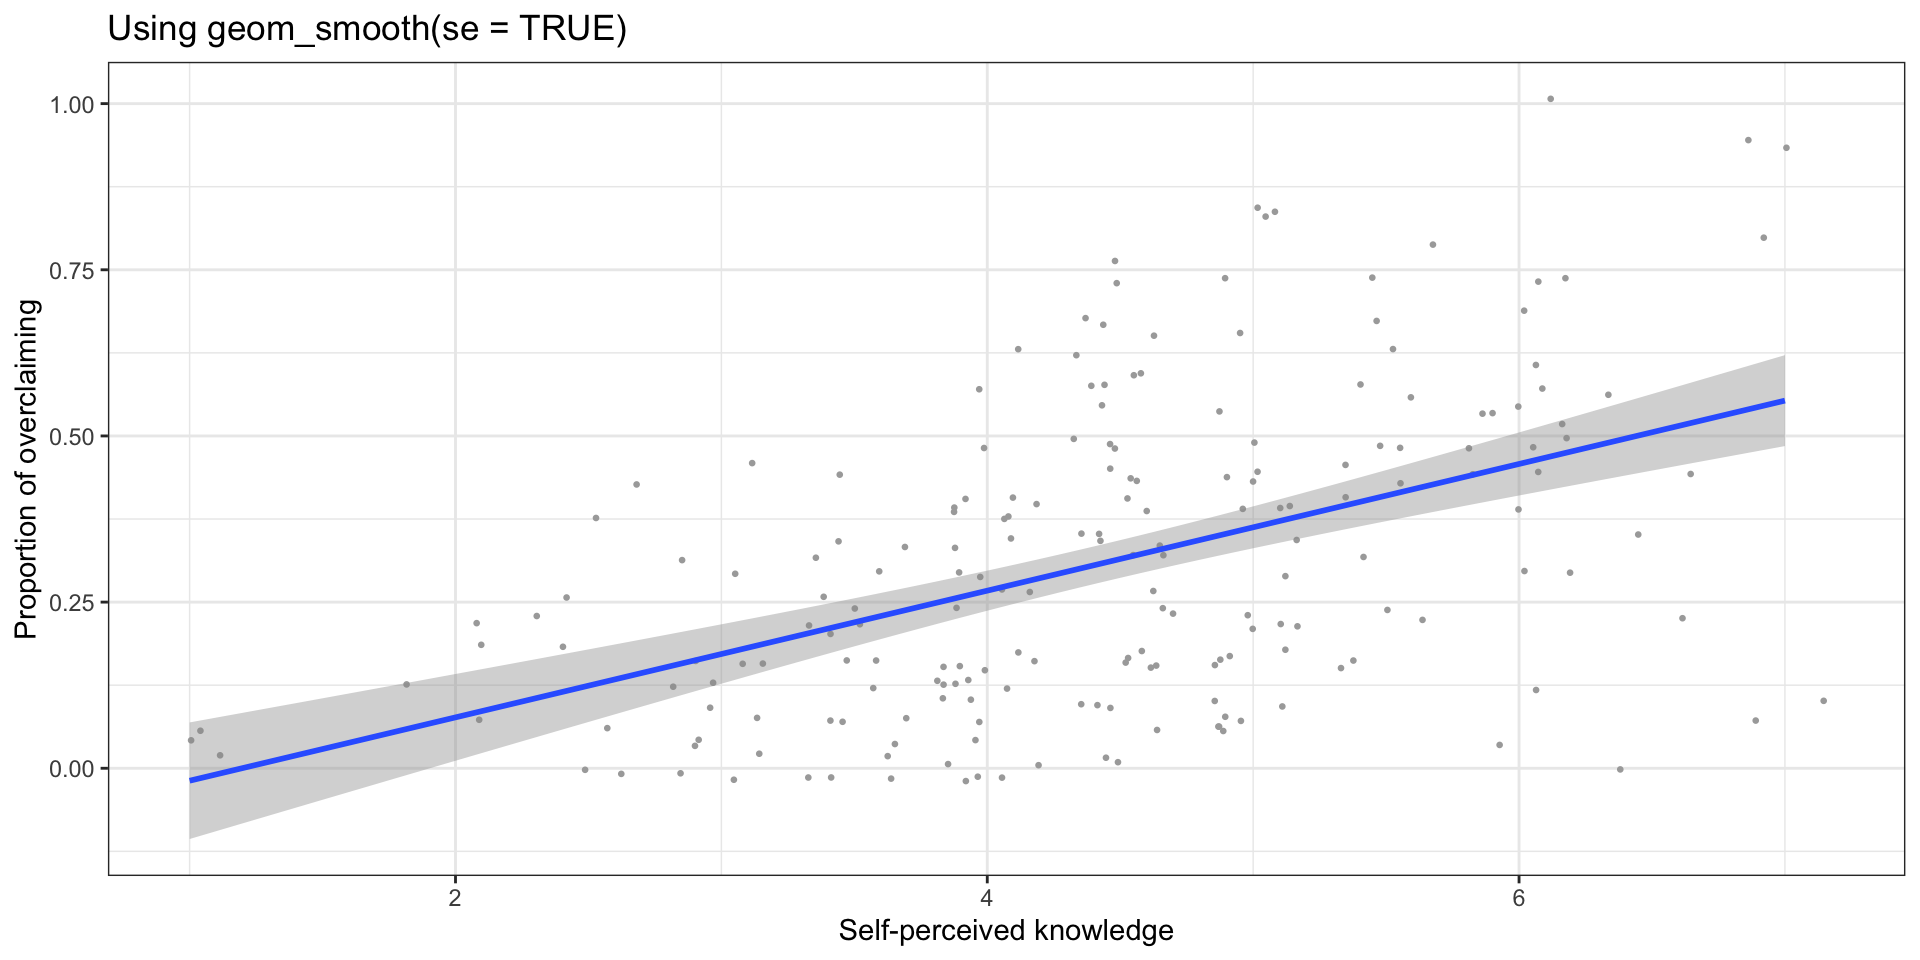 Using geom_smooth(se = TRUE)
Proportion of overclaiming
1.00
0.75
0.50
0.25
0.00
2
4
6
Self-perceived knowledge